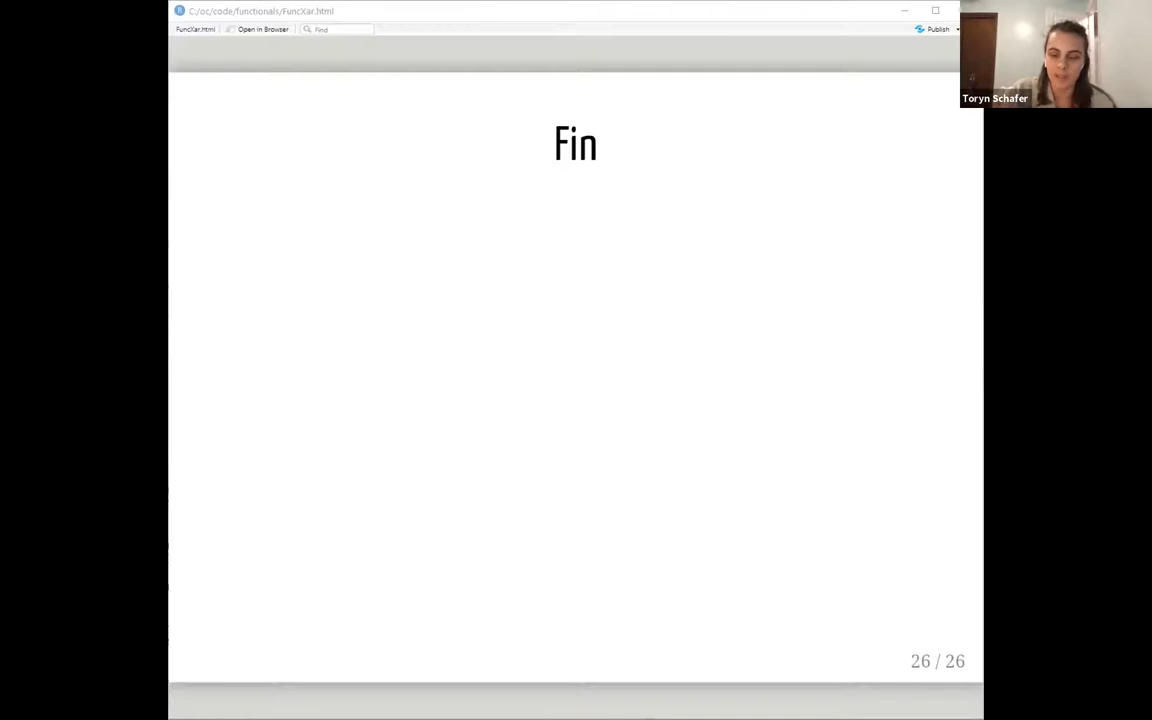 C:/oc/code/functionals/FuncXar.html
FuncXar.html
Open in Browser
Find
Publish
Toryn Schafer
Fin
26 / 26